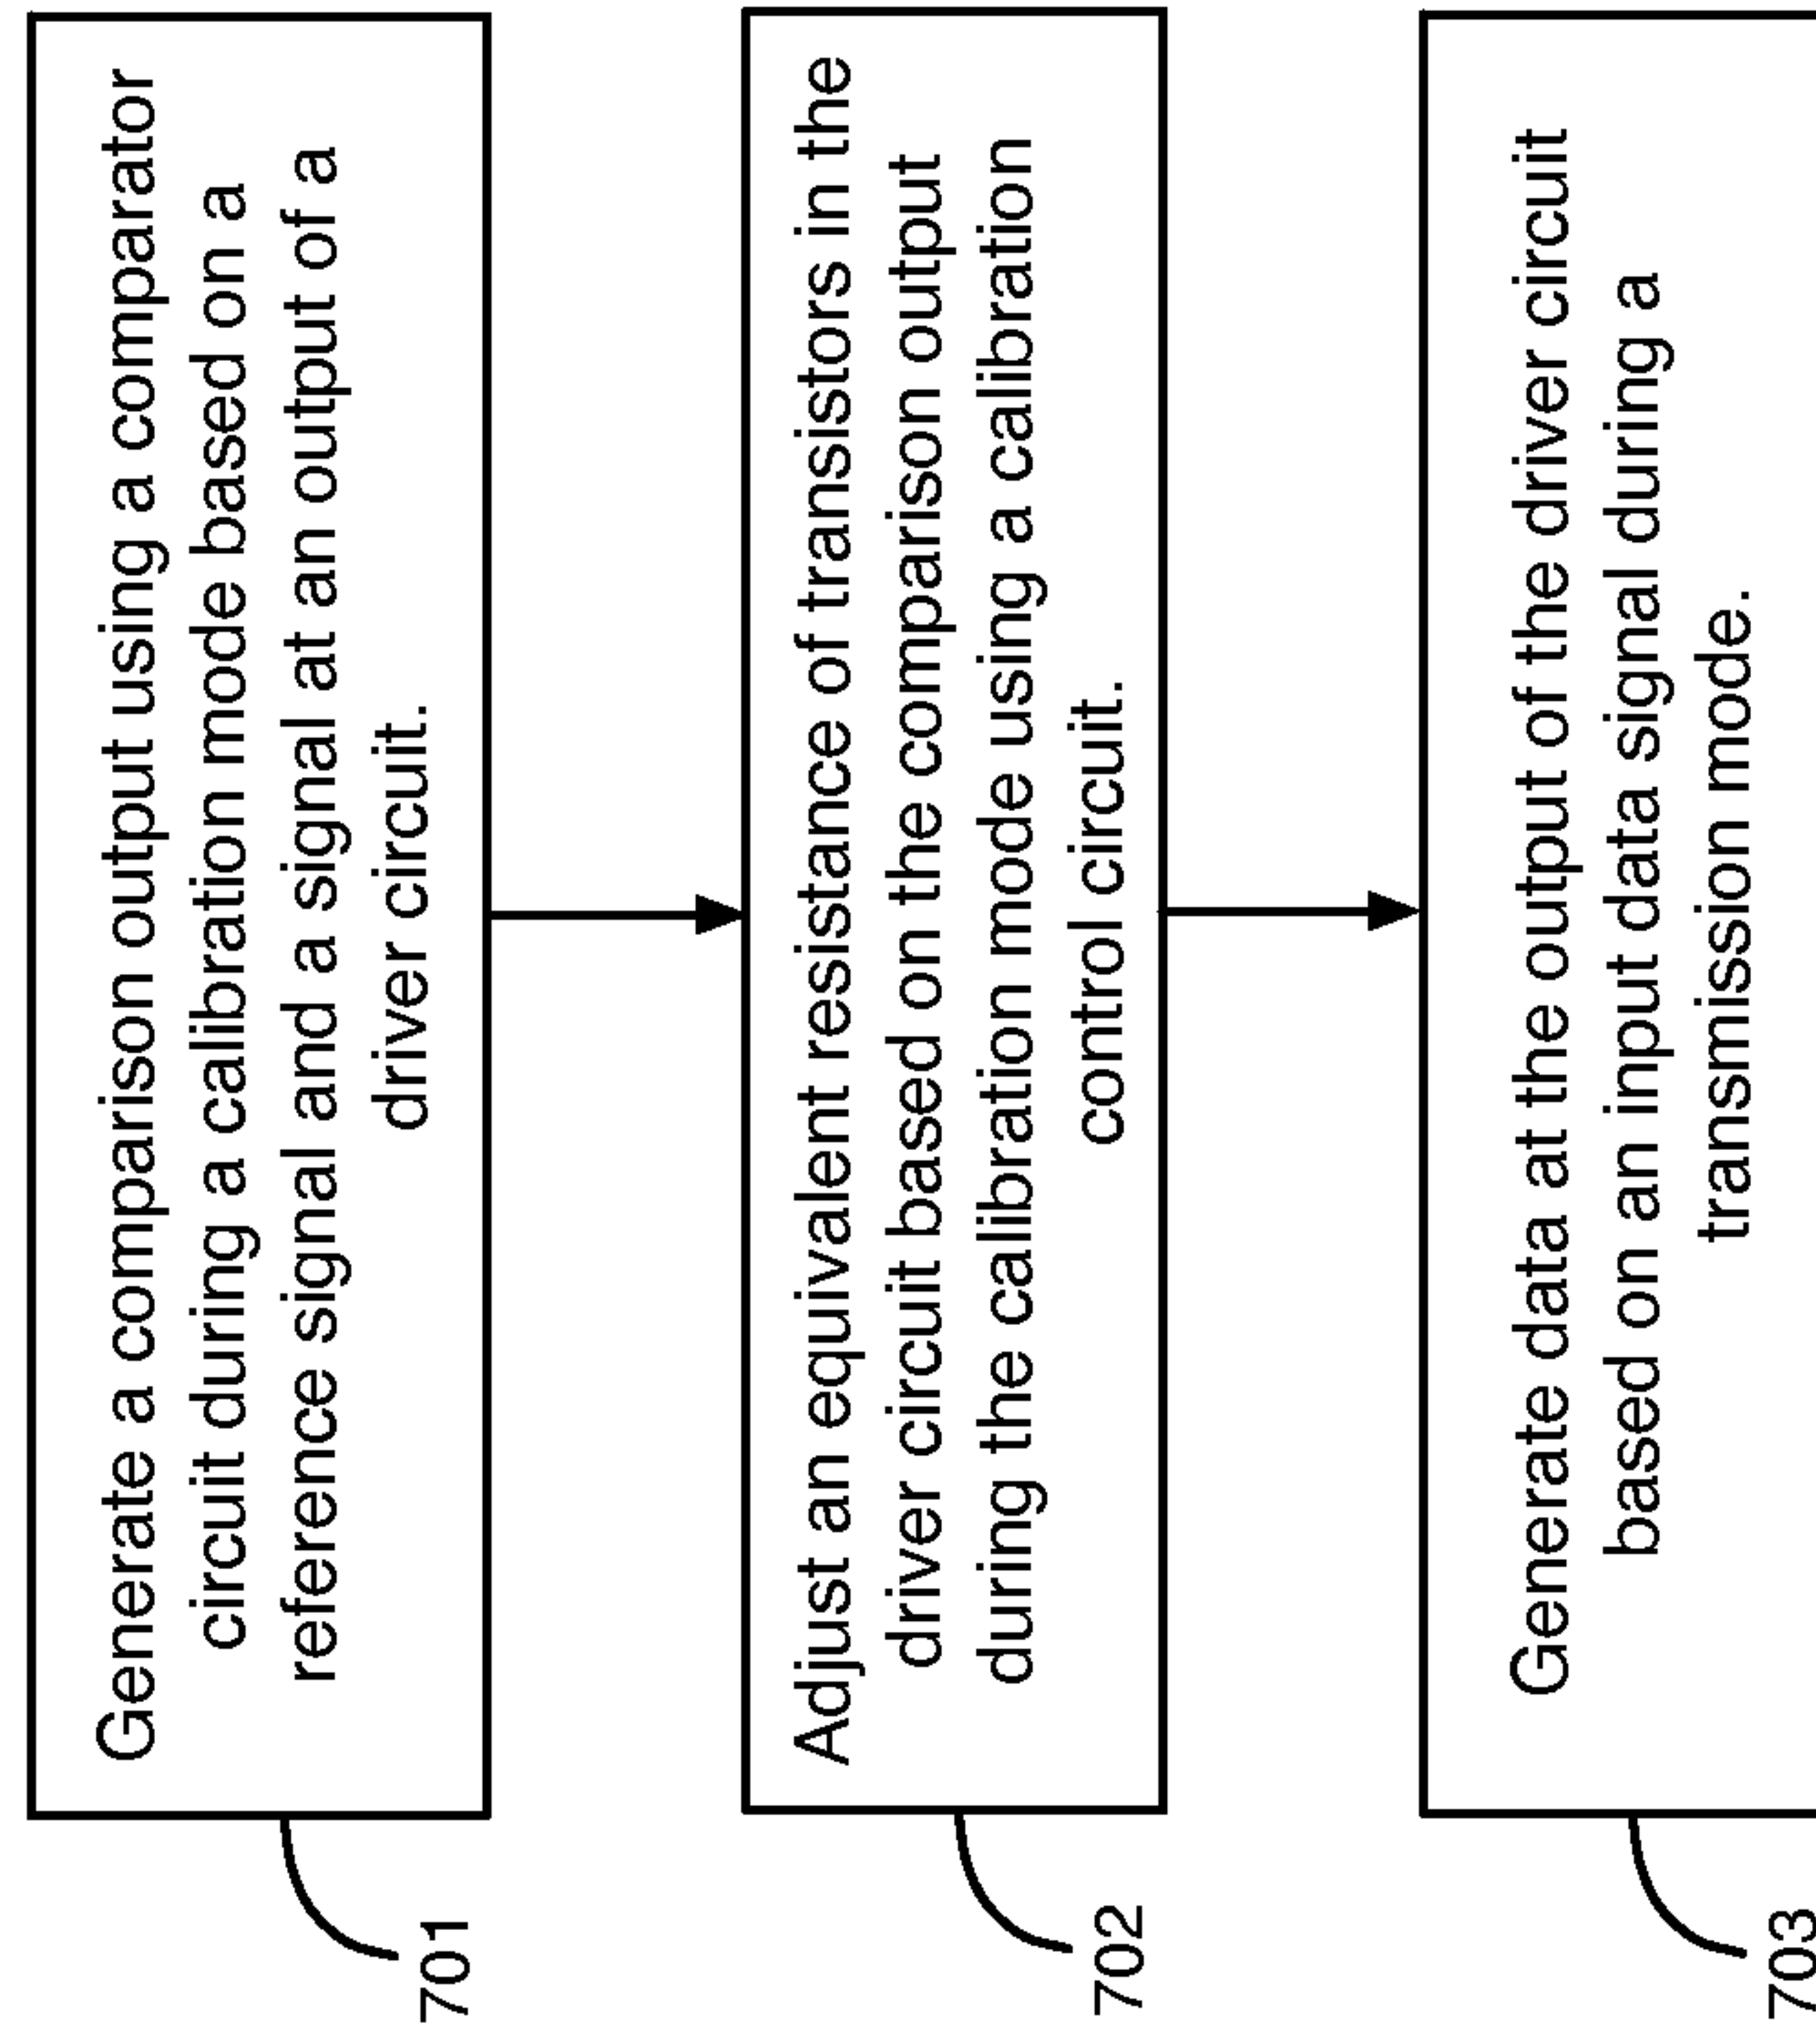 Generate a comparison output using a comparator
circuit during a calibration mode based on a
reference signal and a signal at an output of a
driver circuit.
701
Adjust an equivalent resistance of transistors in the
driver circuit based on the comparison output
during the calibration mode using a calibration
control circuit.
702
Generate data at the output of the driver circuit
based on an input data signal during a
transmission mode.
703